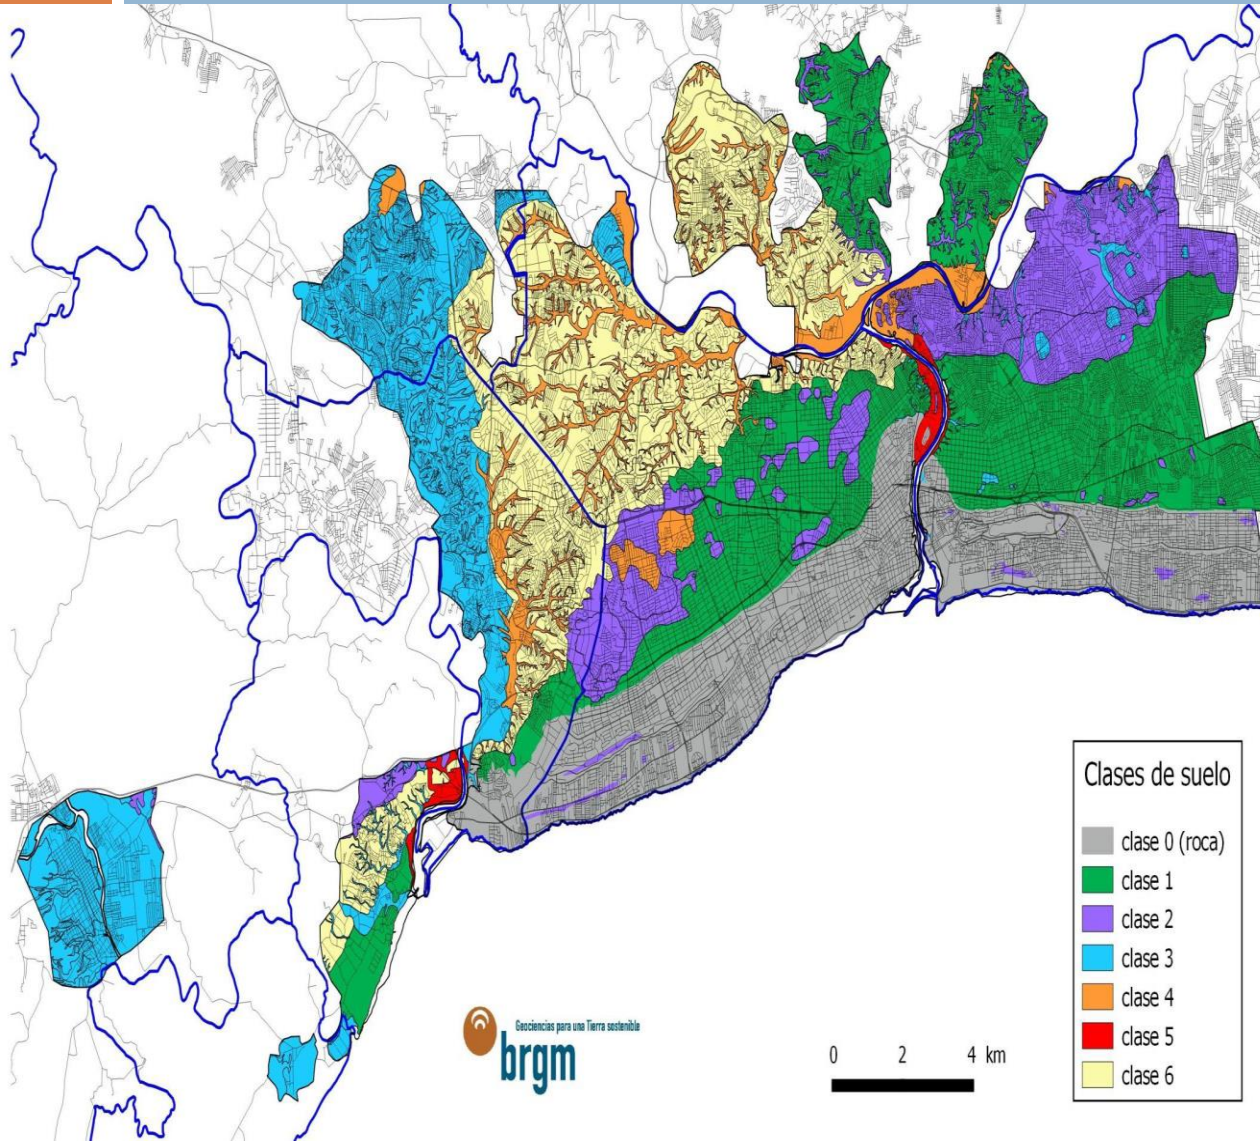 Clases de suelo
clase 0 (roca)
clase 1
clase 2
clase 3
clase 4
clase 5
clase 6
Geociencias para una Tierra sostenible
brgm
0 2 4 km